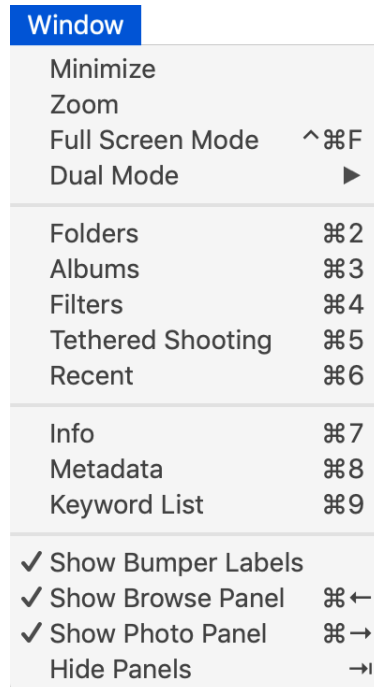 Window
Minimize
Zoom
Full Screen Mode ^⌘F
Dual Mode ▶
Folders ⌘2
Albums ⌘3
Filters ⌘4
Tethered Shooting ⌘5
Recent ⌘6
Info ⌘7
Metadata ⌘8
Keyword List ⌘9
✓ Show Bumper Labels
✓ Show Browse Panel ⌘←
✓ Show Photo Panel ⌘→
Hide Panels ⇥